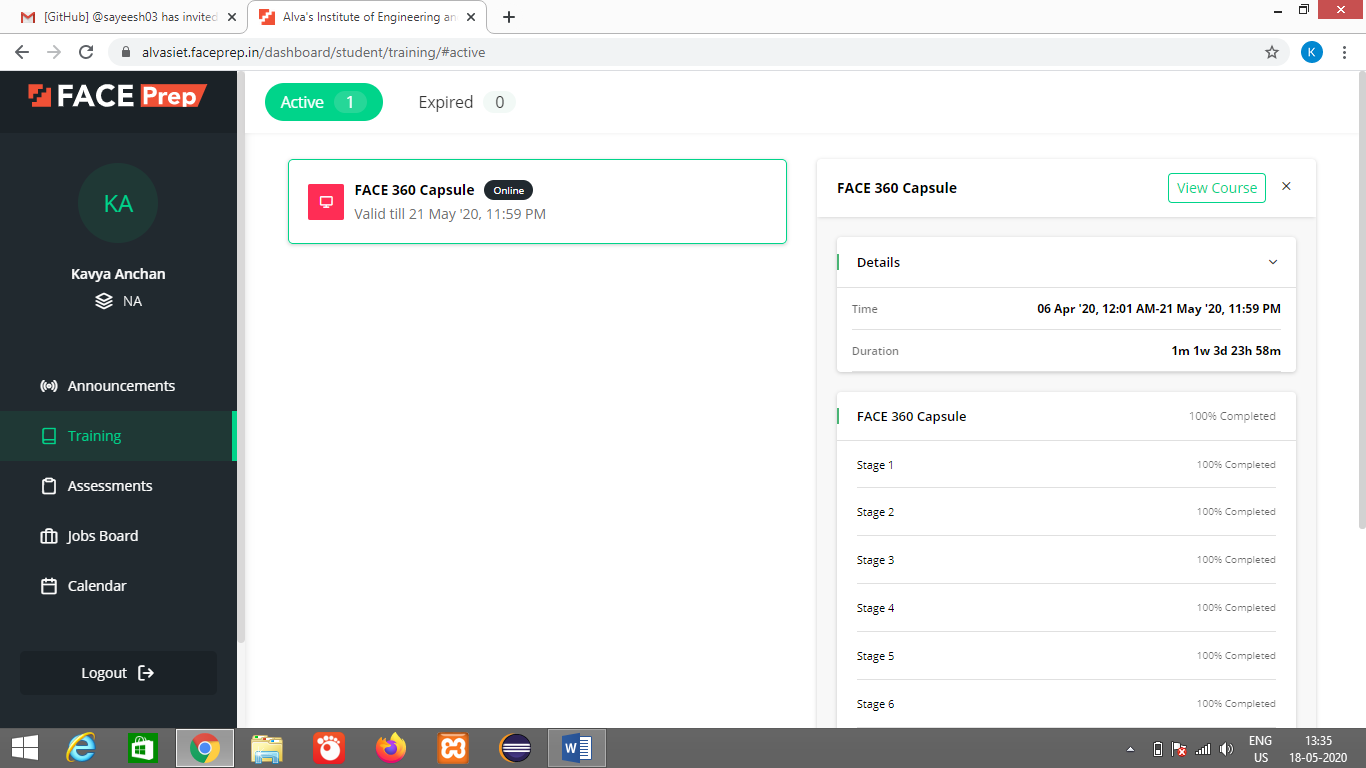 [GitHub] @sayeesh03 has invited
Alva's Institute of Engineering an
alvasiet.faceprep.in/dashboard/student/training/#active
K
FACE Prep
KA
Kavya Anchan
NA
Announcements
Training
Assessments
Jobs Board
Calendar
Logout
Active 1
Expired 0
FACE 360 Capsule Online
Valid till 21 May '20, 11:59 PM
FACE 360 Capsule
View Course
Details
Time 06 Apr '20, 12:01 AM-21 May '20, 11:59 PM
Duration 1m 1w 3d 23h 58m
FACE 360 Capsule 100% Completed
Stage 1 100% Completed
Stage 2 100% Completed
Stage 3 100% Completed
Stage 4 100% Completed
Stage 5 100% Completed
Stage 6 100% Completed
ENG 13:35
US 18-05-2020